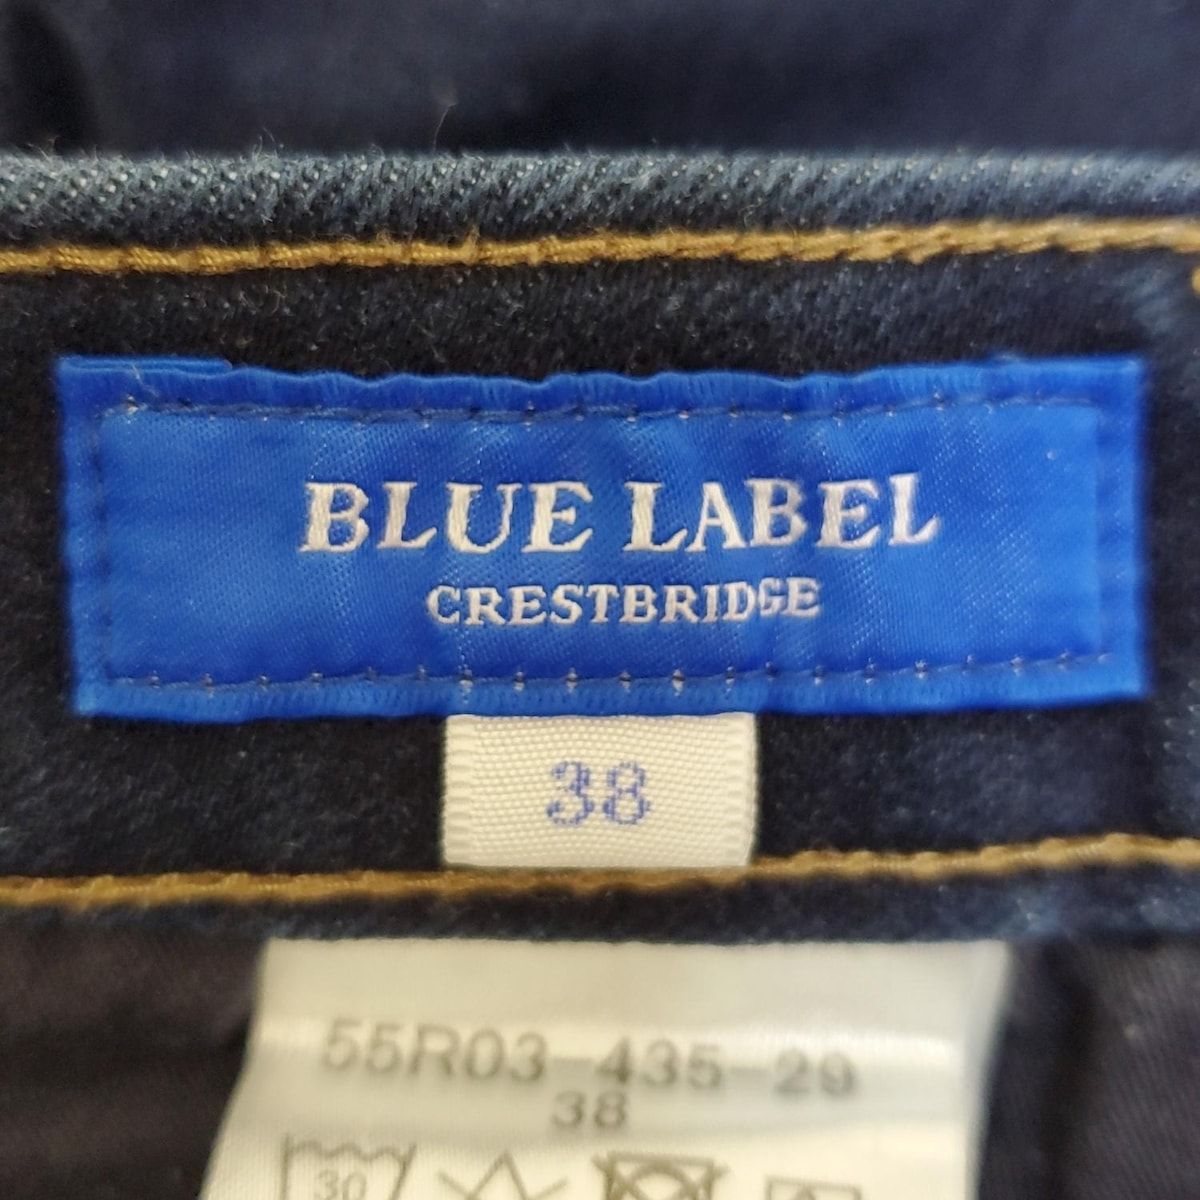 BLUE LABEL
CRESTBRIDGE
38
55R03-435-29
38
30